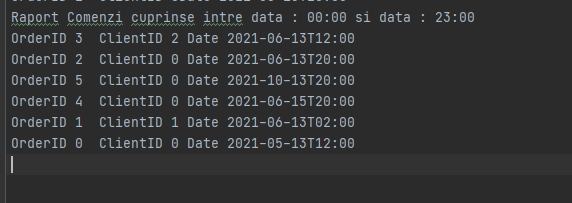 Raport Comenzi cuprinse intre data : 00:00 si data : 23:00
OrderID 3  ClientID 2 Date 2021-06-13T12:00
OrderID 2  ClientID 0 Date 2021-06-13T20:00
OrderID 5  ClientID 0 Date 2021-10-13T20:00
OrderID 4  ClientID 0 Date 2021-06-15T20:00
OrderID 1  ClientID 1 Date 2021-06-13T02:00
OrderID 0  ClientID 0 Date 2021-05-13T12:00